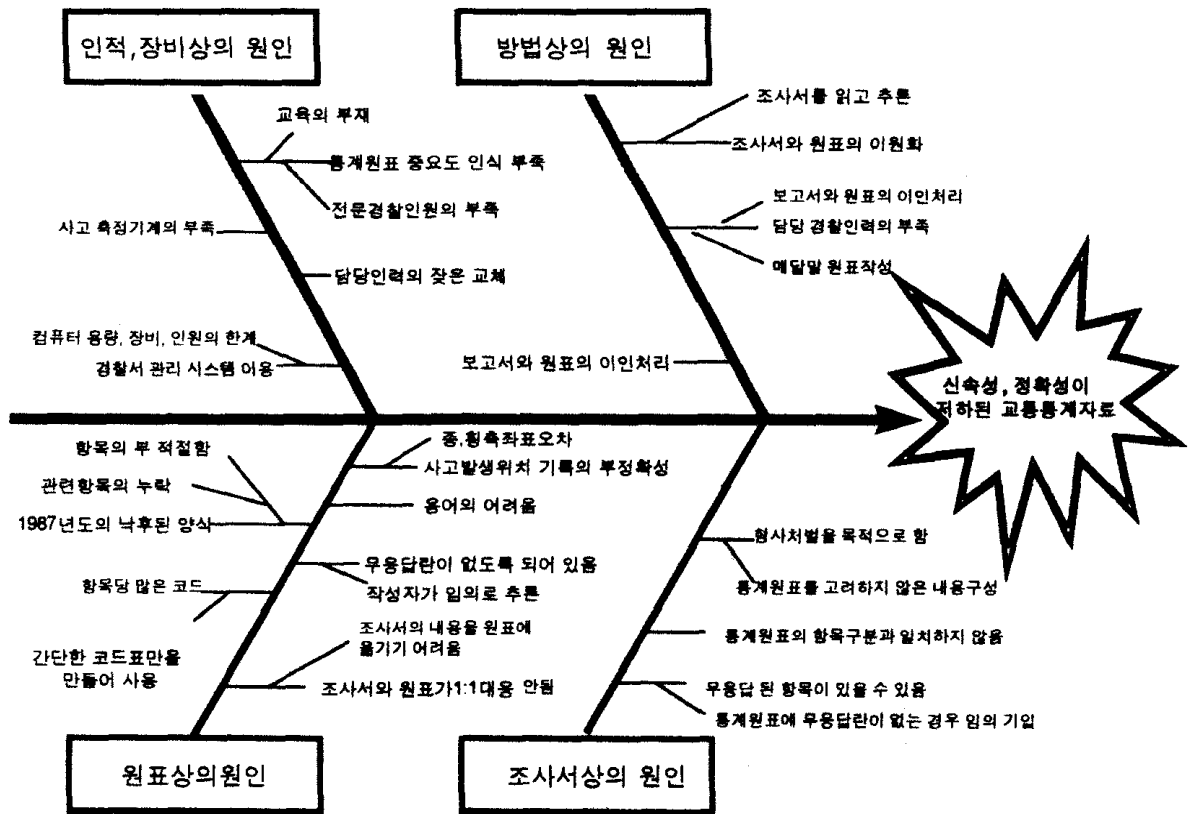 인적,장비상의 원인
방법상의 원인
교육의 부재
통계원표 중요도 인식 부족
전문경찰인원의 부족
사고 측정기계의 부족
담당인력의 잦은 교체
컴퓨터 용량, 장비, 인원의 한계
경찰서 관리 시스템 이용
조사서를 읽고 추론
조사서와 원표의 이원화
보고서와 원표의 이인처리
담당 경찰인력의 부족
매달말 원표작성
보고서와 원표의 이인처리
신속성, 정확성이
저하된 교통통계자료
항목의 부 적절함
관련항목의 누락
1987년도의 낙후된 양식
항목당 많은 코드
간단한 코드표만을
만들어 사용
종,횡축좌표오차
사고발생위치 기록의 부정확성
용어의 어려움
무응답란이 없도록 되어 있음
작성자가 임의로 추론
조사서의 내용을 원표에
옮기기 어려움
조사서와 원표가1:1대응 안됨
형사처벌을 목적으로 함
통계원표를 고려하지 않은 내용구성
통계원표의 항목구분과 일치하지 않음
무응답 된 항목이 있을 수 있음
통계원표에 무응답란이 없는 경우 임의 기입
원표상의원인
조사서상의 원인